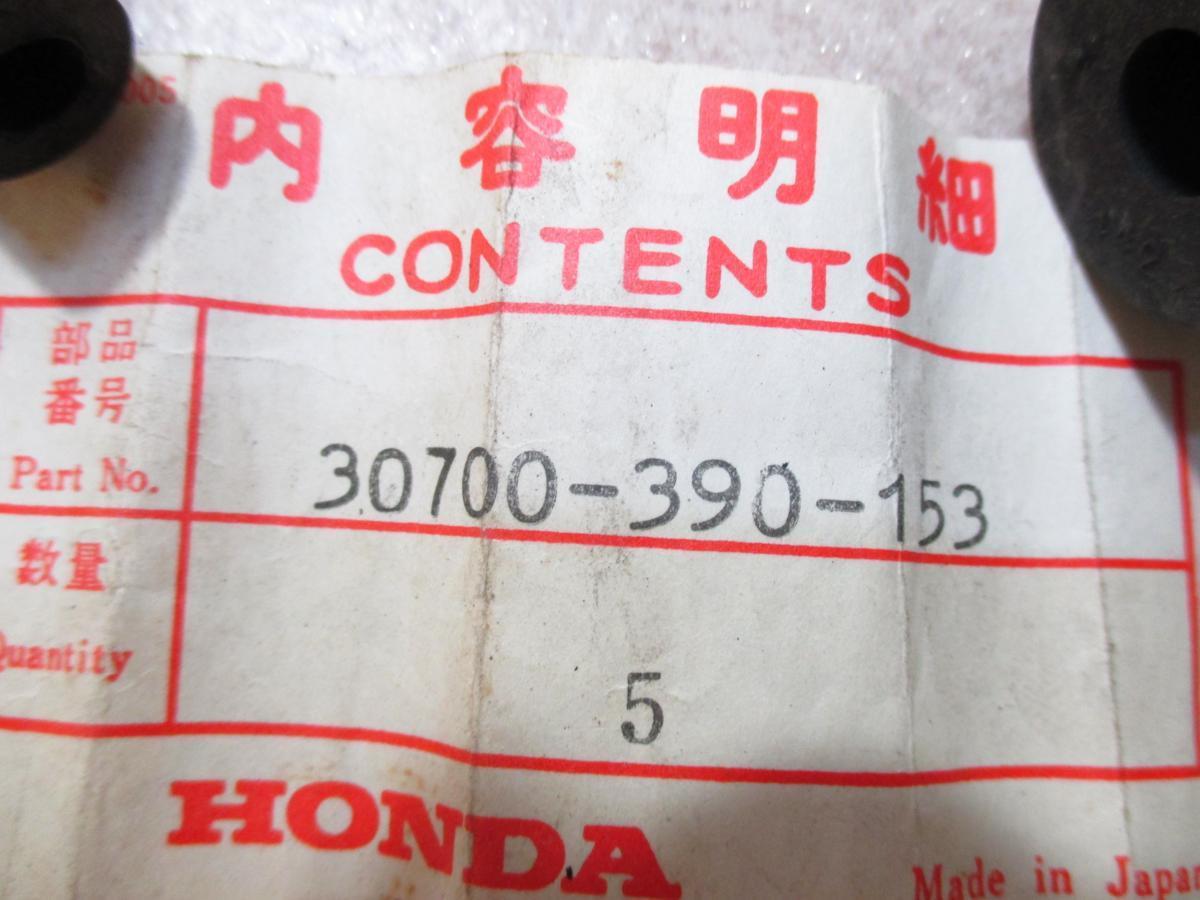 内容明細
CONTENTS
部品
番号
Part No.
30700-390-153
数量
Quantity
5
HONDA
Made in Japan